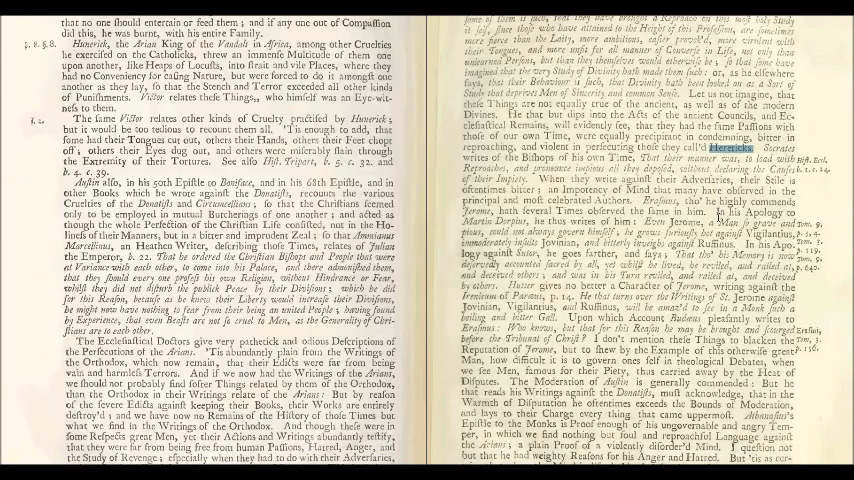 that no one should entertain or feed them; and if any one out of Compassion
did this, he was burnt, with his entire Family.
§. 8. §. 8. Hunerick, the Arian King of the Vandals in Africa, among other Cruelties
he exercised on the Catholicks, threw an immense Multitude of them one
upon another, like Heaps of Locusts, into strait and vile Places, where they
had no Conveniency for easing Nature, but were forced to do it amongst one
another as they lay, so that the Stench and Terror exceeded all other kinds
of Punishments. Victor relates these Things, who himself was an Eye-wit-
ness to them.
§. 2. The same Victor relates other kinds of Cruelty practised by Hunerick;
but it would be too tedious to recount them all. 'Tis enough to add, that
some had their Tongues cut out, others their Hands, others their Feet chopt
off; others their Eyes dug out, and others were miserably slain through
the Extremity of their Tortures. See also Hist. Tripart, b. 5. c. 32. and
b. 4. c. 39.
Austin also, in his 50th Epistle to Boniface, and in his 68th Epistle, and in
other Books which he wrote against the Donatists, recounts the various
Cruelties of the Donatists and Circumcellians; so that the Christians seemed
only to be employed in mutual Butcherings of one another; and acted as
though the whole Perfection of the Christian Life consisted, not in the Ho-
liness of their Manners, but in a bitter and imprudent Zeal; so that Ammianus
Marcellinus, an Heathen Writer, describing those Times, relates of Julian
the Emperor, b. 22. That he ordered the Christian Bishops and People that were
at Variance with each other, to come into his Palace, and there admonished them,
that they should every one profess his own Religion, without Hindrance or Fear,
whilst they did not disturb the publick Peace by their Divisions; which he did
for this Reason, because as he knew their Liberty would increase their Divisions,
he might now have nothing to fear from their being an united People; having found
by Experience, that even Beasts are not so cruel to Men, as the Generality of Chri-
stians are to each other.
The Ecclesiastical Doctors give very pathetick and odious Descriptions of
the Persecutions of the Arians. 'Tis abundantly plain from the Writings of
the Orthodox, which now remain, that their Edicts were far from being
vain and harmless Terrors. And if we now had the Writings of the Arians,
we should not probably find softer Things related by them of the Orthodox,
than the Orthodox in their Writings relate of the Arians: But by reason
of the severe Edicts against keeping their Books, their Works are entirely
destroy'd; and we have now no Remains of the History of those Times but
what we find in the Writings of the Orthodox. And though these were in
some Respects great Men, yet their Actions and Writings abundantly testify,
that they were far from being free from human Passions, Hatred, Anger, and
the Study of Revenge; especially when they had to do with their Adversaries,
some of them is such, that they have brought a Reproach on this most holy Study
it self, since those who have attained to the Height of this Profession, are sometimes
more fierce than the Laity, more ambitious, easier provok'd, more virulent with
their Tongues, and more unfit for all manner of Converse in Life, not only than
unlearned Persons, but than they themselves would otherwise be; so that some have
imagined that the very Study of Divinity hath made them such: or, as he elsewhere
says, that their Behaviour is such, that Divinity hath been looked on as a Sort of
Study that deprives Men of Sincerity and common Sense. Let us not imagine, that
these Things are not equally true of the ancient, as well as of the modern
Divines. He that but dips into the Acts of the ancient Councils, and Ec-
clesiastical Remains, will evidently see, that they had the same Passions with
those of our own Time, were equally precipitant in condemning, bitter in
reproaching, and violent in persecuting those they call'd Hereticks. Socrates
writes of the Bishops of his own Time, That their manner was, to load with Hist. Eccl.
Reproaches, and pronounce impious all they deposed, without declaring the Causes b. 1. c. 24.
of their Impiety. When they write against their Adversaries, their Stile is
oftentimes bitter; an Impotency of Mind that many have observed in the
principal and most celebrated Authors. Erasmus, tho' he highly commends
Jerome, hath several Times observed the same in him. In his Apology to
Martin Dorpius, he thus writes of him: Even Jerome, a Man so grave and Tom. 9.
pious, could not always govern himself; he grows furiously hot against Vigilantius, p. 5.
immoderately insults Jovinian, and bitterly inveighs against Ruffinus. In his Apo- Tom. 3.
logy against Sutor, he goes farther, and says; That tho' his Memory is now p. 119.
deservedly accounted sacred by all, yet whilst he lived, he reviled, and railed at, Tom. 9.
and deceived others; and was in his Turn reviled, and railed at, and deceived p. 640.
by others. Hutter gives no better a Character of Jerome, writing against the
Irenicum of Paraeus, p. 14. He that turns over the Writings of St. Jerome against
Jovinian, Vigilantius, and Ruffinus, will be amaz'd to see in a Monk such a
boiling and bitter Gall. Upon which Account Budaeus pleasantly writes to
Erasmus: Who knows, but that for this Reason he may be brought and scourged Erasmi,
before the Tribunal of Christ? I don't mention these Things to blacken the Tom. 3.
Reputation of Jerome, but to shew by the Example of this otherwise great b. 156.
Man, how difficult it is to govern ones self in theological Debates, when
we see Men, famous for their Piety, thus carried away by the Heat of
Disputes. The Moderation of Austin is generally commended: But he
that reads his Writings against the Donatists, must acknowledge, that in the
Warmth of Disputation he oftentimes exceeds the Bounds of Moderation,
and lays to their Charge every thing that came uppermost. Athanasius's
Epistle to the Monks is Proof enough of his ungovernable and angry Tem-
per, in which we find nothing but foul and reproachful Language against
the Arians; a plain Proof of a violently disorder'd Mind. I question not
but that he had weighty Reasons for his Anger and Hatred. But 'tis as cer-